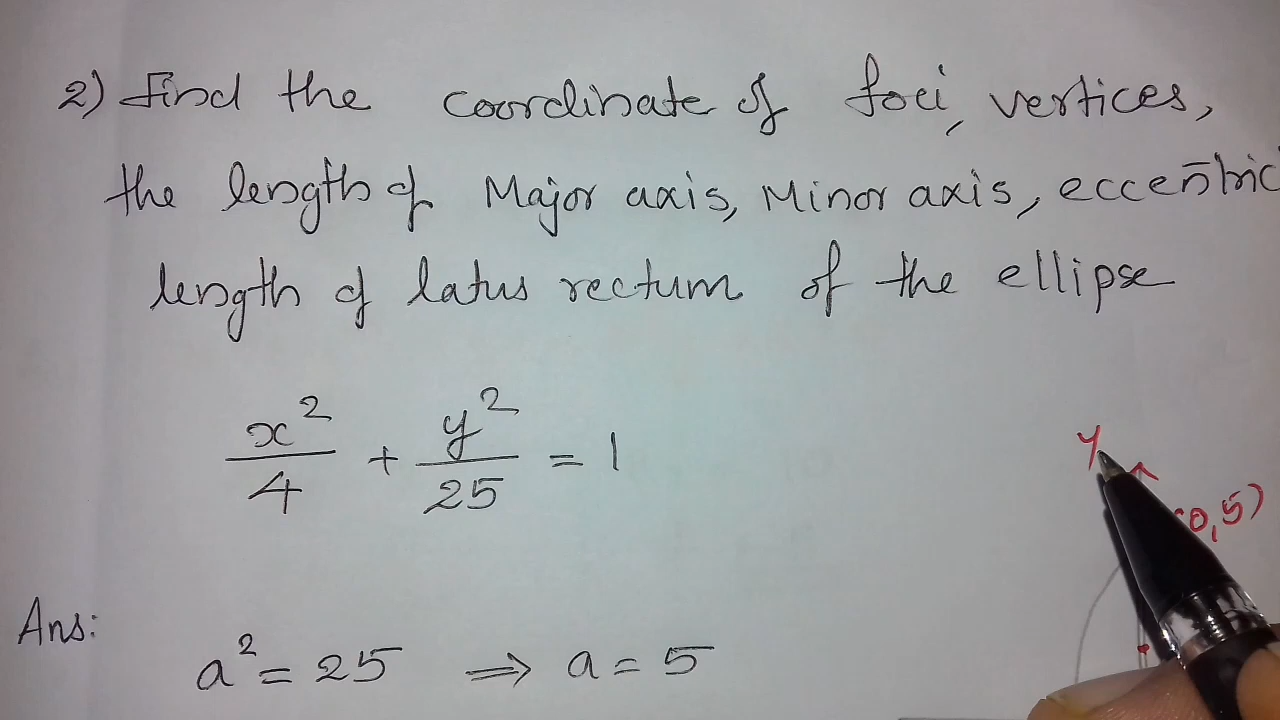 2) Find the coordinate of foci, vertices,
the length of Major axis, Minor axis, eccentric
length of latus rectum of the ellipse
x²/4 + y²/25 = 1
Y
(0,5)
Ans:
a² = 25 ⇒ a = 5